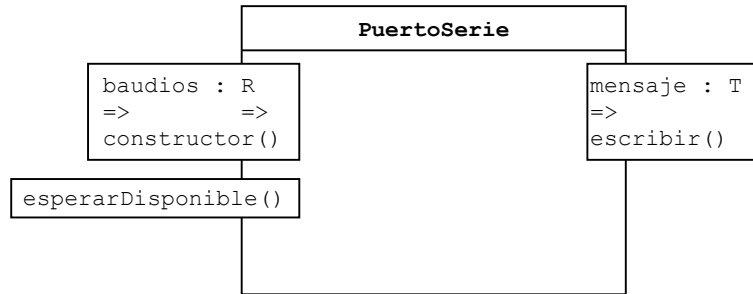 PuertoSerie
baudios : R
=> =>
constructor()
esperarDisponible()
mensaje : T
=>
escribir()